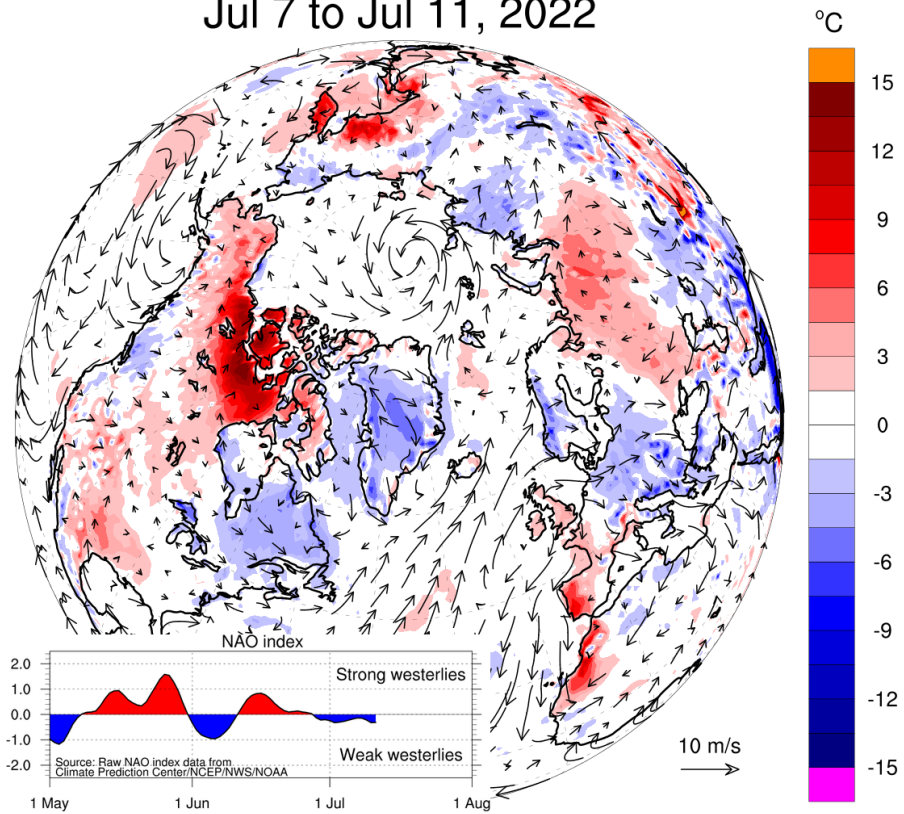 Jul 7 to Jul 11, 2022
°C
15
12
9
6
3
0
-3
-6
-9
-12
-15
NAO index
2.0
1.0
0.0
-1.0
-2.0
Strong westerlies
Weak westerlies
Source: Raw NAO index data from
Climate Prediction Center/NCEP/NWS/NOAA
1 May
1 Jun
1 Jul
1 Aug
10 m/s